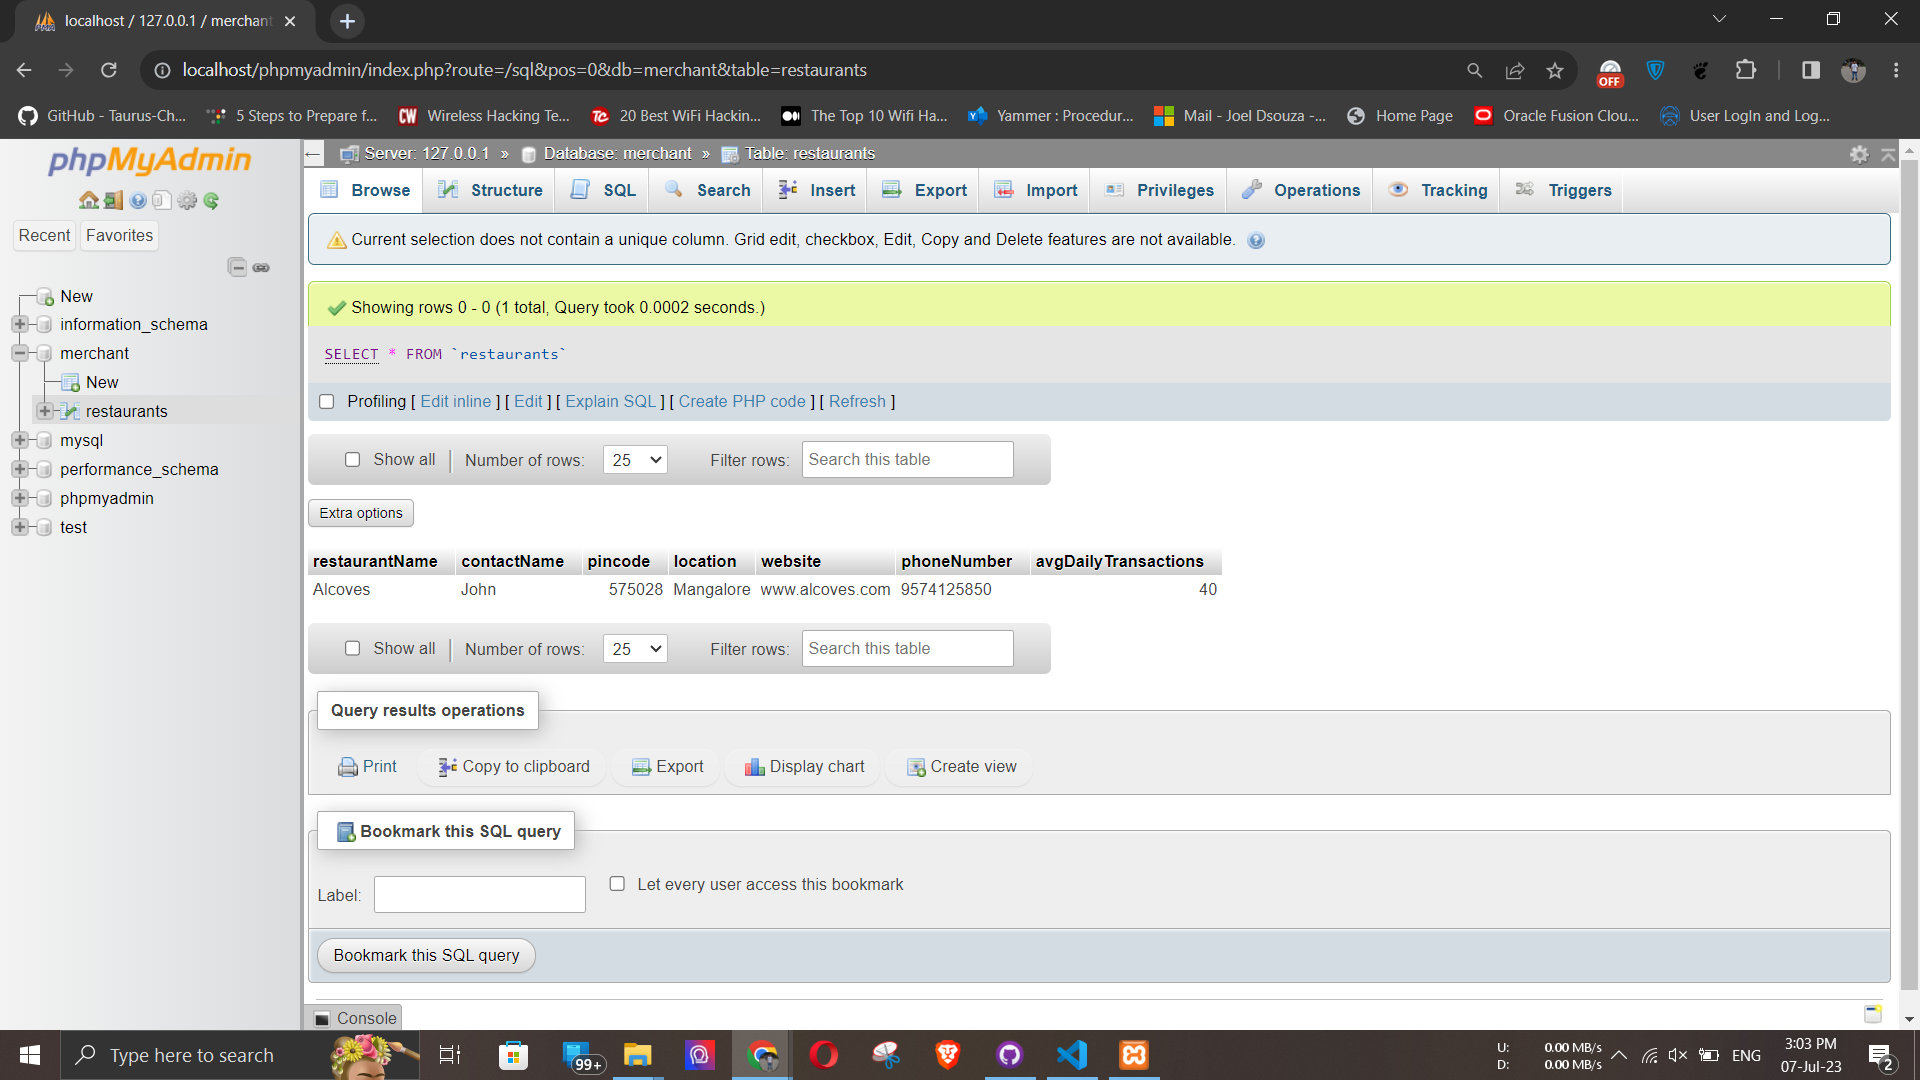 localhost / 127.0.0.1 / merchant
localhost/phpmyadmin/index.php?route=/sql&pos=0&db=merchant&table=restaurants
OFF
GitHub - Taurus-Ch...
5 Steps to Prepare f...
CW Wireless Hacking Te...
TC 20 Best WiFi Hackin...
The Top 10 Wifi Ha...
Yammer : Procedur...
Mail - Joel Dsouza -...
Home Page
Oracle Fusion Clou...
User LogIn and Log...
phpMyAdmin
Recent Favorites
New
information_schema
merchant
New
restaurants
mysql
performance_schema
phpmyadmin
test
Server: 127.0.0.1 » Database: merchant » Table: restaurants
Browse Structure SQL Search Insert Export Import Privileges Operations Tracking Triggers
Current selection does not contain a unique column. Grid edit, checkbox, Edit, Copy and Delete features are not available.
Showing rows 0 - 0 (1 total, Query took 0.0002 seconds.)
SELECT * FROM `restaurants`
Profiling [ Edit inline ] [ Edit ] [ Explain SQL ] [ Create PHP code ] [ Refresh ]
Show all | Number of rows: 25 Filter rows: Search this table
Extra options
restaurantName contactName pincode location website phoneNumber avgDailyTransactions
Alcoves John 575028 Mangalore www.alcoves.com 9574125850 40
Show all | Number of rows: 25 Filter rows: Search this table
Query results operations
Print Copy to clipboard Export Display chart Create view
Bookmark this SQL query
Label: Let every user access this bookmark
Bookmark this SQL query
Console
Type here to search
99+
U: 0.00 MB/s
D: 0.00 MB/s
ENG
3:03 PM
07-Jul-23
2